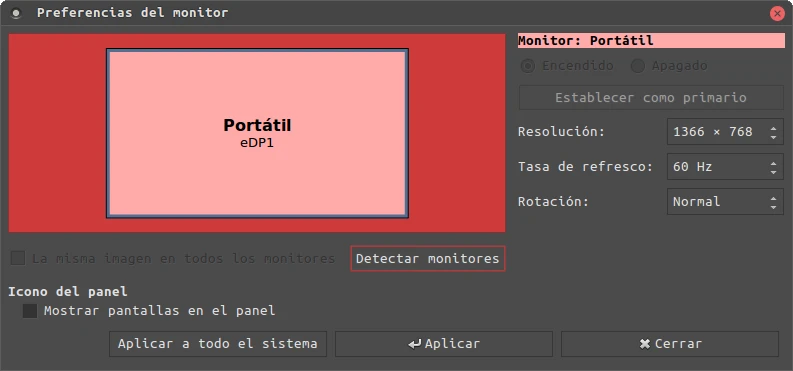 Preferencias del monitor
Portátil
eDP1
Monitor: Portátil
Encendido Apagado
Establecer como primario
Resolución: 1366 × 768
Tasa de refresco: 60 Hz
Rotación: Normal
La misma imagen en todos los monitores Detectar monitores
Icono del panel
Mostrar pantallas en el panel
Aplicar a todo el sistema Aplicar Cerrar